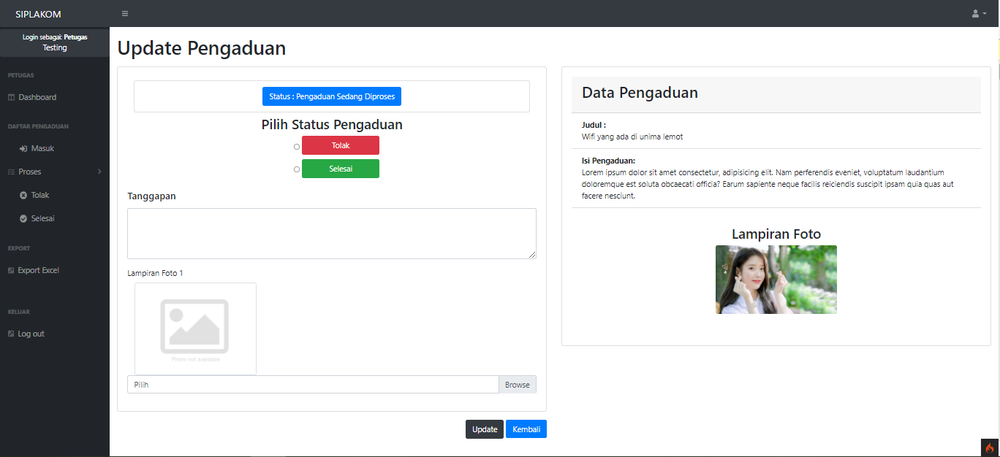 SIPLAKOM
Login sebagai: Petugas
Testing
PETUGAS
Dashboard
DAFTAR PENGADUAN
Masuk
Proses
Tolak
Selesai
EXPORT
Export Excel
KELUAR
Log out
Update Pengaduan
Status : Pengaduan Sedang Diproses
Pilih Status Pengaduan
Tolak
Selesai
Tanggapan
Lampiran Foto 1
Photo not available
Pilih
Browse
Update
Kembali
Data Pengaduan
Judul :
Wifi yang ada di unima lemot
Isi Pengaduan:
Lorem ipsum dolor sit amet consectetur, adipisicing elit. Nam perferendis eveniet, voluptatum laudantium
doloremque est soluta obcaecati officia? Earum sapiente neque facilis reiciendis suscipit ipsam quia quas aut
facere nesciunt.
Lampiran Foto